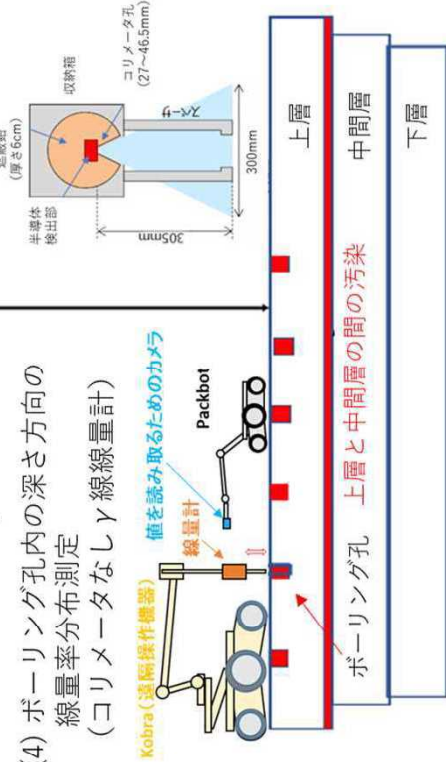 (4) ボーリング孔内の深さ方向の
線量率分布測定
(コリメータなしγ線線量計)
Kobra(遠隔操作機器)
線量計
値を読み取るためのカメラ
Packbot
ボーリング孔
上層と中間層の間の汚染
上層
中間層
下層
(厚さ6cm)
半導体
検出部
収納箱
コリメータ孔
(27～46.5mm)
スペーサ
305mm
300mm